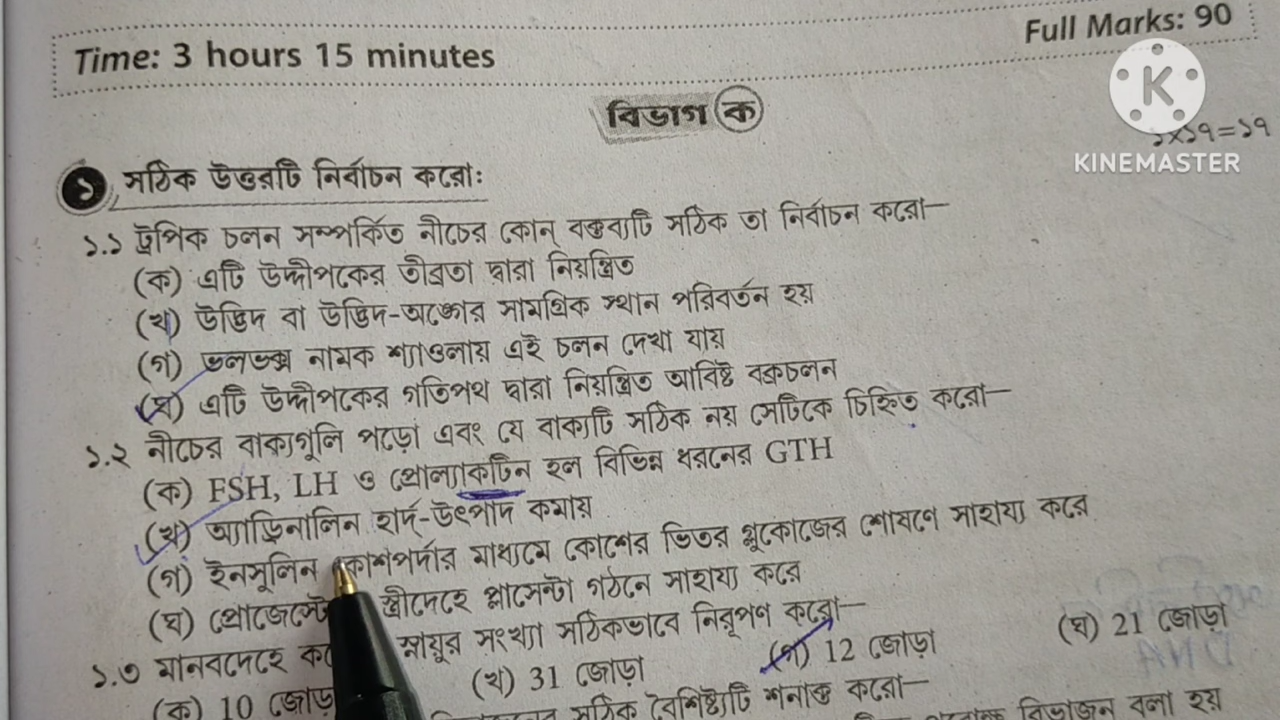 Time: 3 hours 15 minutes
Full Marks: 90
K
KINEMASTER
বিভাগ ক
১×১৭=১৭
১ সঠিক উত্তরটি নির্বাচন করো:
১.১ ট্রপিক চলন সম্পর্কিত নীচের কোন্ বক্তব্যটি সঠিক তা নির্বাচন করো—
(ক) এটি উদ্দীপকের তীব্রতা দ্বারা নিয়ন্ত্রিত
(খ) উদ্ভিদ বা উদ্ভিদ-অঙ্গের সামগ্রিক স্থান পরিবর্তন হয়
(গ) ভলভক্স নামক শ্যাওলায় এই চলন দেখা যায়
(ঘ) এটি উদ্দীপকের গতিপথ দ্বারা নিয়ন্ত্রিত আবিষ্ট বক্রচলন
১.২ নীচের বাক্যগুলি পড়ো এবং যে বাক্যটি সঠিক নয় সেটিকে চিহ্নিত করো—
(ক) FSH, LH ও প্রোল্যাকটিন হল বিভিন্ন ধরনের GTH
(খ) অ্যাড্রিনালিন হার্দ-উৎপাদ কমায়
(গ) ইনসুলিন কোশপর্দার মাধ্যমে কোশের ভিতর গ্লুকোজের শোষণে সাহায্য করে
(ঘ) স্ত্রীদেহে প্লাসেন্টা গঠনে সাহায্য করে
১.৩ মানবদেহে স্নায়ুর সংখ্যা সঠিকভাবে নিরূপণ করো—
(ক) 10 জোড়া (খ) 31 জোড়া (গ) 12 জোড়া (ঘ) 21 জোড়া
সঠিক বৈশিষ্ট্যটি শনাক্ত করো—
বিভাজন বলা হয়